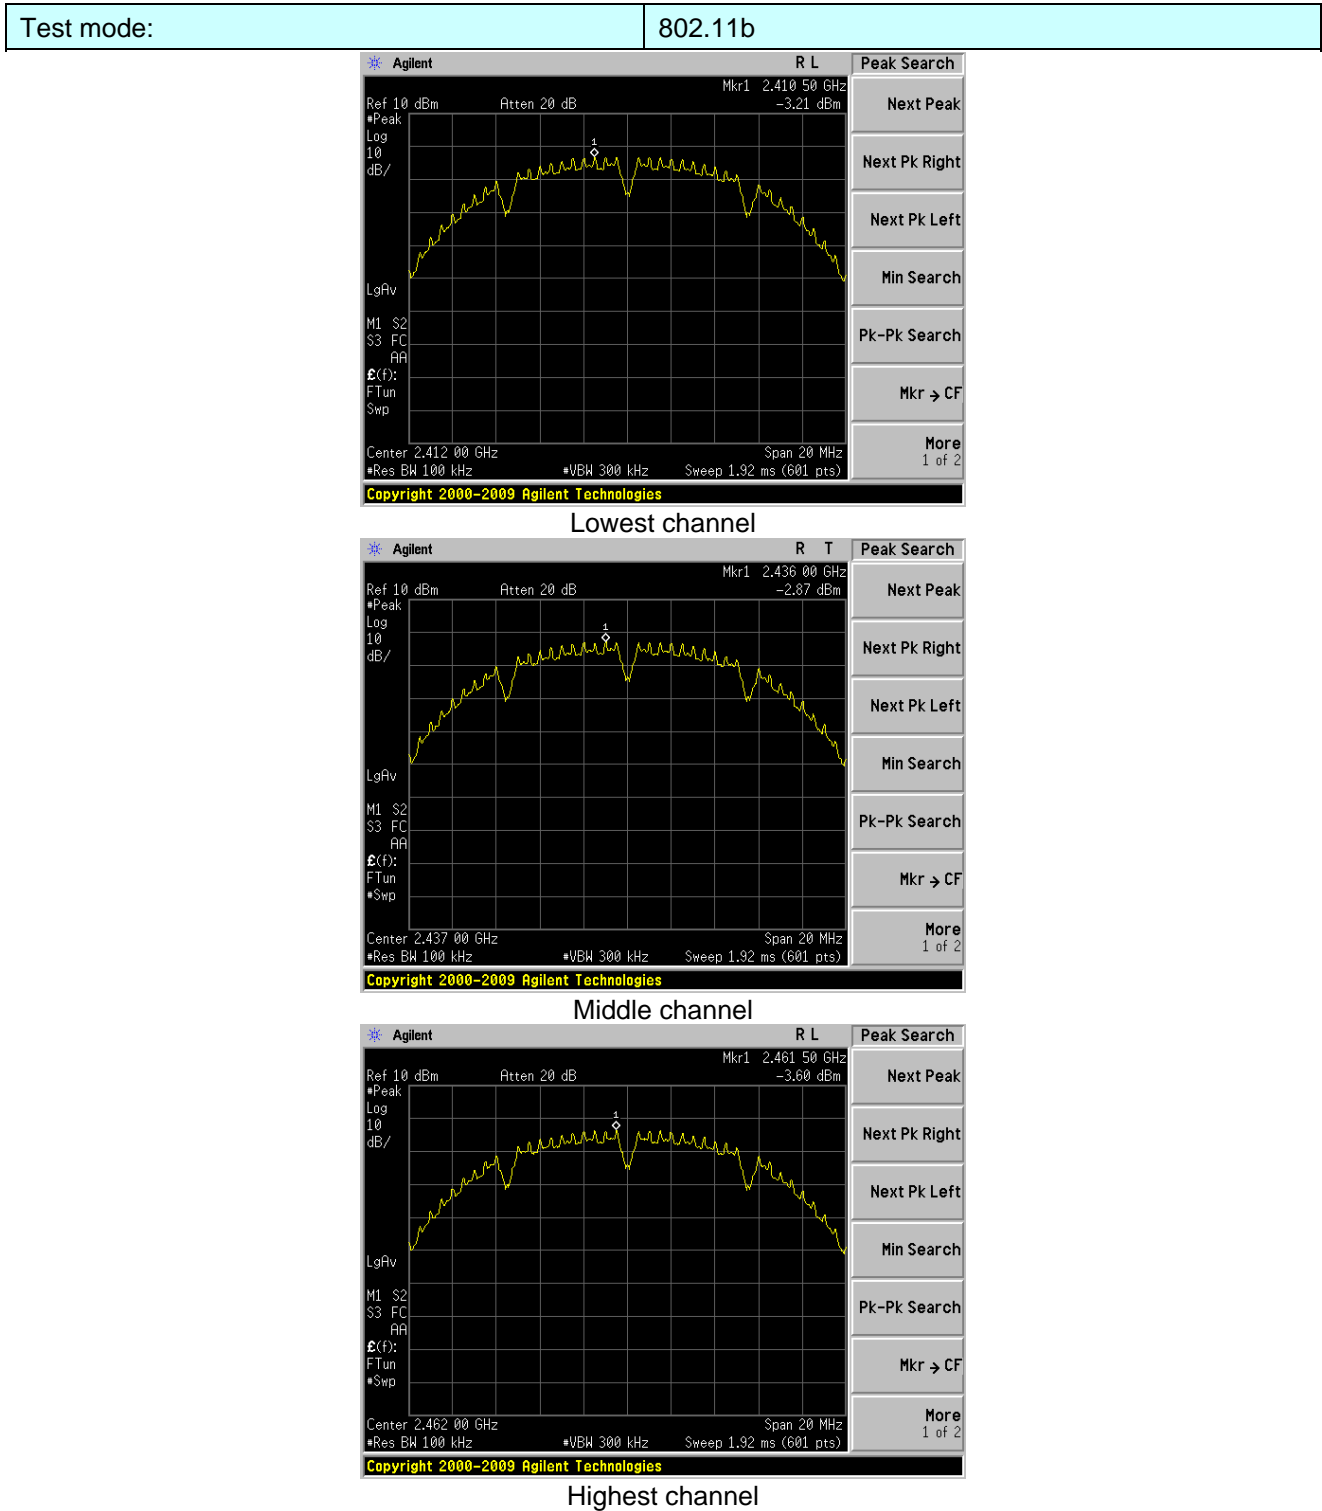 Test mode: 802.11b
Agilent R L Peak Search
Mkr1 2.410 50 GHz
Ref 10 dBm Atten 20 dB -3.21 dBm
#Peak
Log
10
dB/
1
LgAv
M1 S2
S3 FC
AA
£(f):
FTun
Swp
Center 2.412 00 GHz Span 20 MHz
#Res BW 100 kHz #VBW 300 kHz Sweep 1.92 ms (601 pts)
Next Peak
Next Pk Right
Next Pk Left
Min Search
Pk-Pk Search
Mkr → CF
More
1 of 2
Copyright 2000-2009 Agilent Technologies
Lowest channel
Agilent R T Peak Search
Mkr1 2.436 00 GHz
Ref 10 dBm Atten 20 dB -2.87 dBm
#Peak
Log
10
dB/
1
LgAv
M1 S2
S3 FC
AA
£(f):
FTun
#Swp
Center 2.437 00 GHz Span 20 MHz
#Res BW 100 kHz #VBW 300 kHz Sweep 1.92 ms (601 pts)
Next Peak
Next Pk Right
Next Pk Left
Min Search
Pk-Pk Search
Mkr → CF
More
1 of 2
Copyright 2000-2009 Agilent Technologies
Middle channel
Agilent R L Peak Search
Mkr1 2.461 50 GHz
Ref 10 dBm Atten 20 dB -3.60 dBm
#Peak
Log
10
dB/
1
LgAv
M1 S2
S3 FC
AA
£(f):
FTun
#Swp
Center 2.462 00 GHz Span 20 MHz
#Res BW 100 kHz #VBW 300 kHz Sweep 1.92 ms (601 pts)
Next Peak
Next Pk Right
Next Pk Left
Min Search
Pk-Pk Search
Mkr → CF
More
1 of 2
Copyright 2000-2009 Agilent Technologies
Highest channel